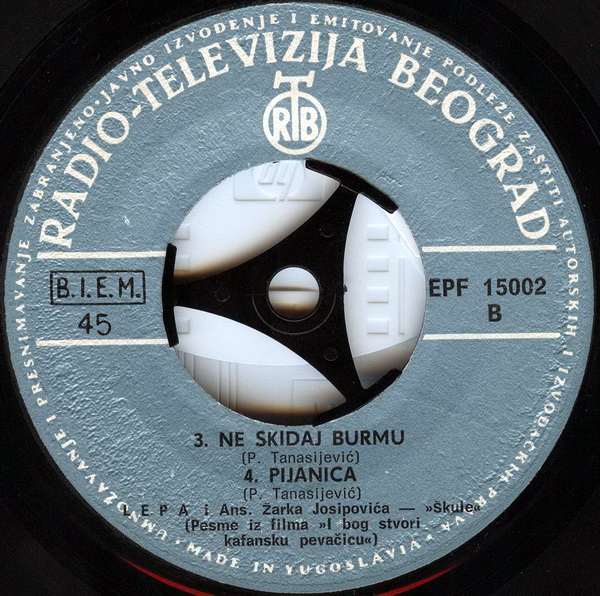 UMNOŽAVANJE I PRESNIMAVANJE ZABRANJENO • JAVNO IZVOĐENJE I EMITOVANJE PODLEŽE ZAŠTITI AUTORSKIH I IZVOĐAČKIH PRAVA • MADE IN YUGOSLAVIA •
RADIO-TELEVIZIJA BEOGRAD
RTB
B.I.E.M.
45
EPF 15002
B
3. NE SKIDAJ BURMU
(P. Tanasijević)
4. PIJANICA
(P. Tanasijević)
LEPA i Ans. Žarka Josipovića — »Škule«
(Pesme iz filma »I bog stvori
kafansku pevačicu«)